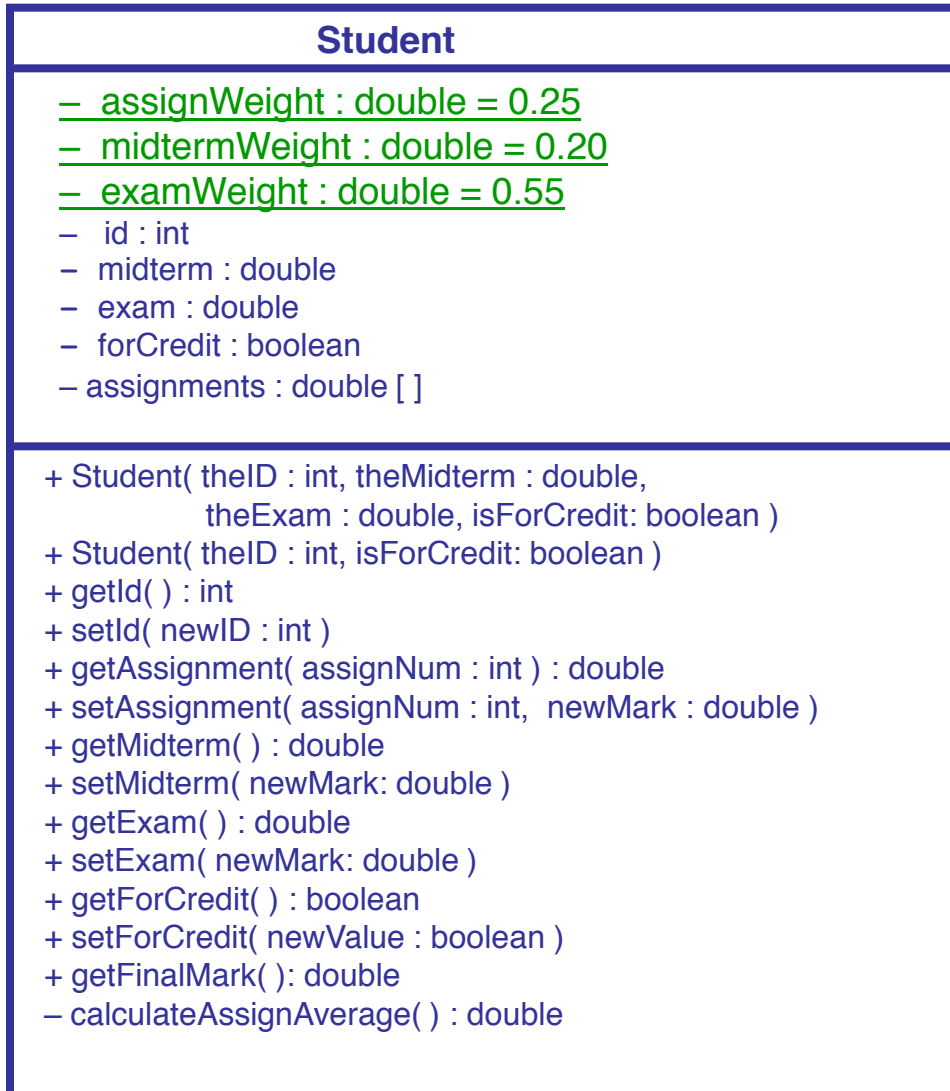 Student
– assignWeight : double = 0.25
– midtermWeight : double = 0.20
– examWeight : double = 0.55
– id : int
– midterm : double
– exam : double
– forCredit : boolean
– assignments : double [ ]
+ Student( theID : int, theMidterm : double,
theExam : double, isForCredit: boolean )
+ Student( theID : int, isForCredit: boolean )
+ getId( ) : int
+ setId( newID : int )
+ getAssignment( assignNum : int ) : double
+ setAssignment( assignNum : int, newMark : double )
+ getMidterm( ) : double
+ setMidterm( newMark: double )
+ getExam( ) : double
+ setExam( newMark: double )
+ getForCredit( ) : boolean
+ setForCredit( newValue : boolean )
+ getFinalMark( ): double
– calculateAssignAverage( ) : double